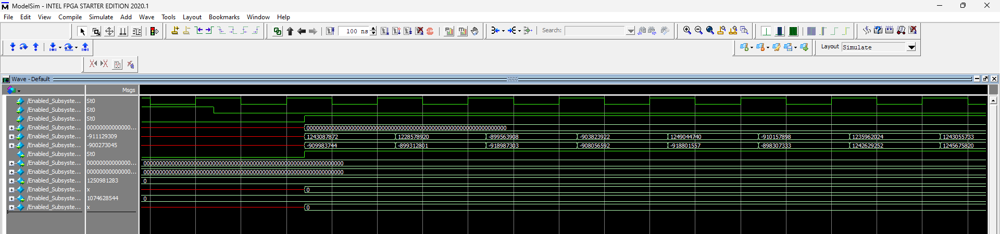 ModelSim - INTEL FPGA STARTER EDITION 2020.1
File Edit View Compile Simulate Add Wave Tools Layout Bookmarks Window Help
100 ns
Search:
Layout Simulate
Wave - Default
Msgs
/Enabled_Subsyste... St0
/Enabled_Subsyste... St0
/Enabled_Subsyste... St0
/Enabled_Subsyste... 00000000000000... 0000000000000000000000000000000000000000000000000000000000000000
/Enabled_Subsyste... -911129309 1243087872 1228578920 -899563908 -903823922 1249044740 -910157898 1235962024 1243055733
/Enabled_Subsyste... -900273045 -909983744 -899312801 -918987303 -908056592 -918801557 -898307333 1242629252 1245675820
/Enabled_Subsyste... St0
/Enabled_Subsyste... 00000000000000... 0000000000000000000000000000000000000000000000000000000000000000
/Enabled_Subsyste... 00000000000000... 0000000000000000000000000000000000000000000000000000000000000000
/Enabled_Subsyste... 1250981283 0
/Enabled_Subsyste... x 0
/Enabled_Subsyste... 1074628544 0
/Enabled_Subsyste... x 0